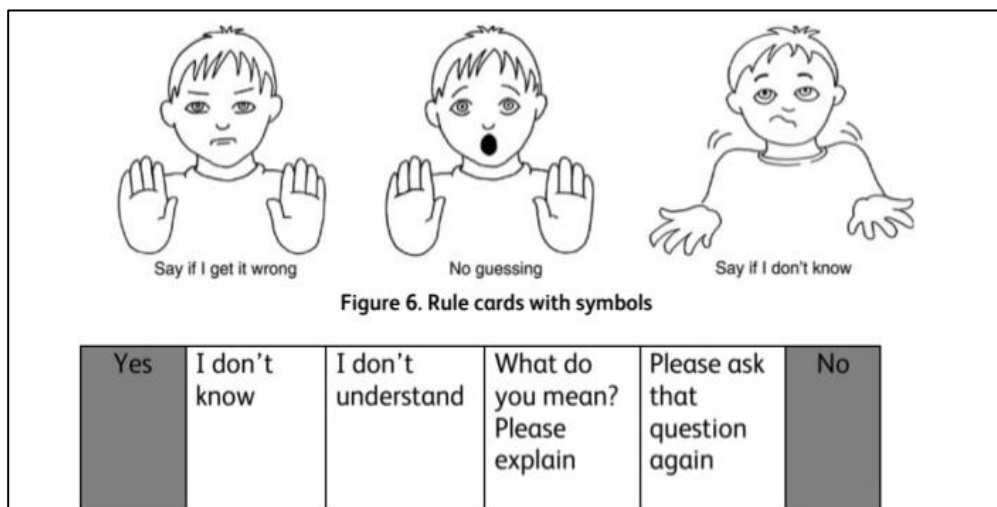 Say if I get it wrong
No guessing
Say if I don't know
Figure 6. Rule cards with symbols
Yes
I don't
know
I don't
understand
What do
you mean?
Please
explain
Please ask
that
question
again
No